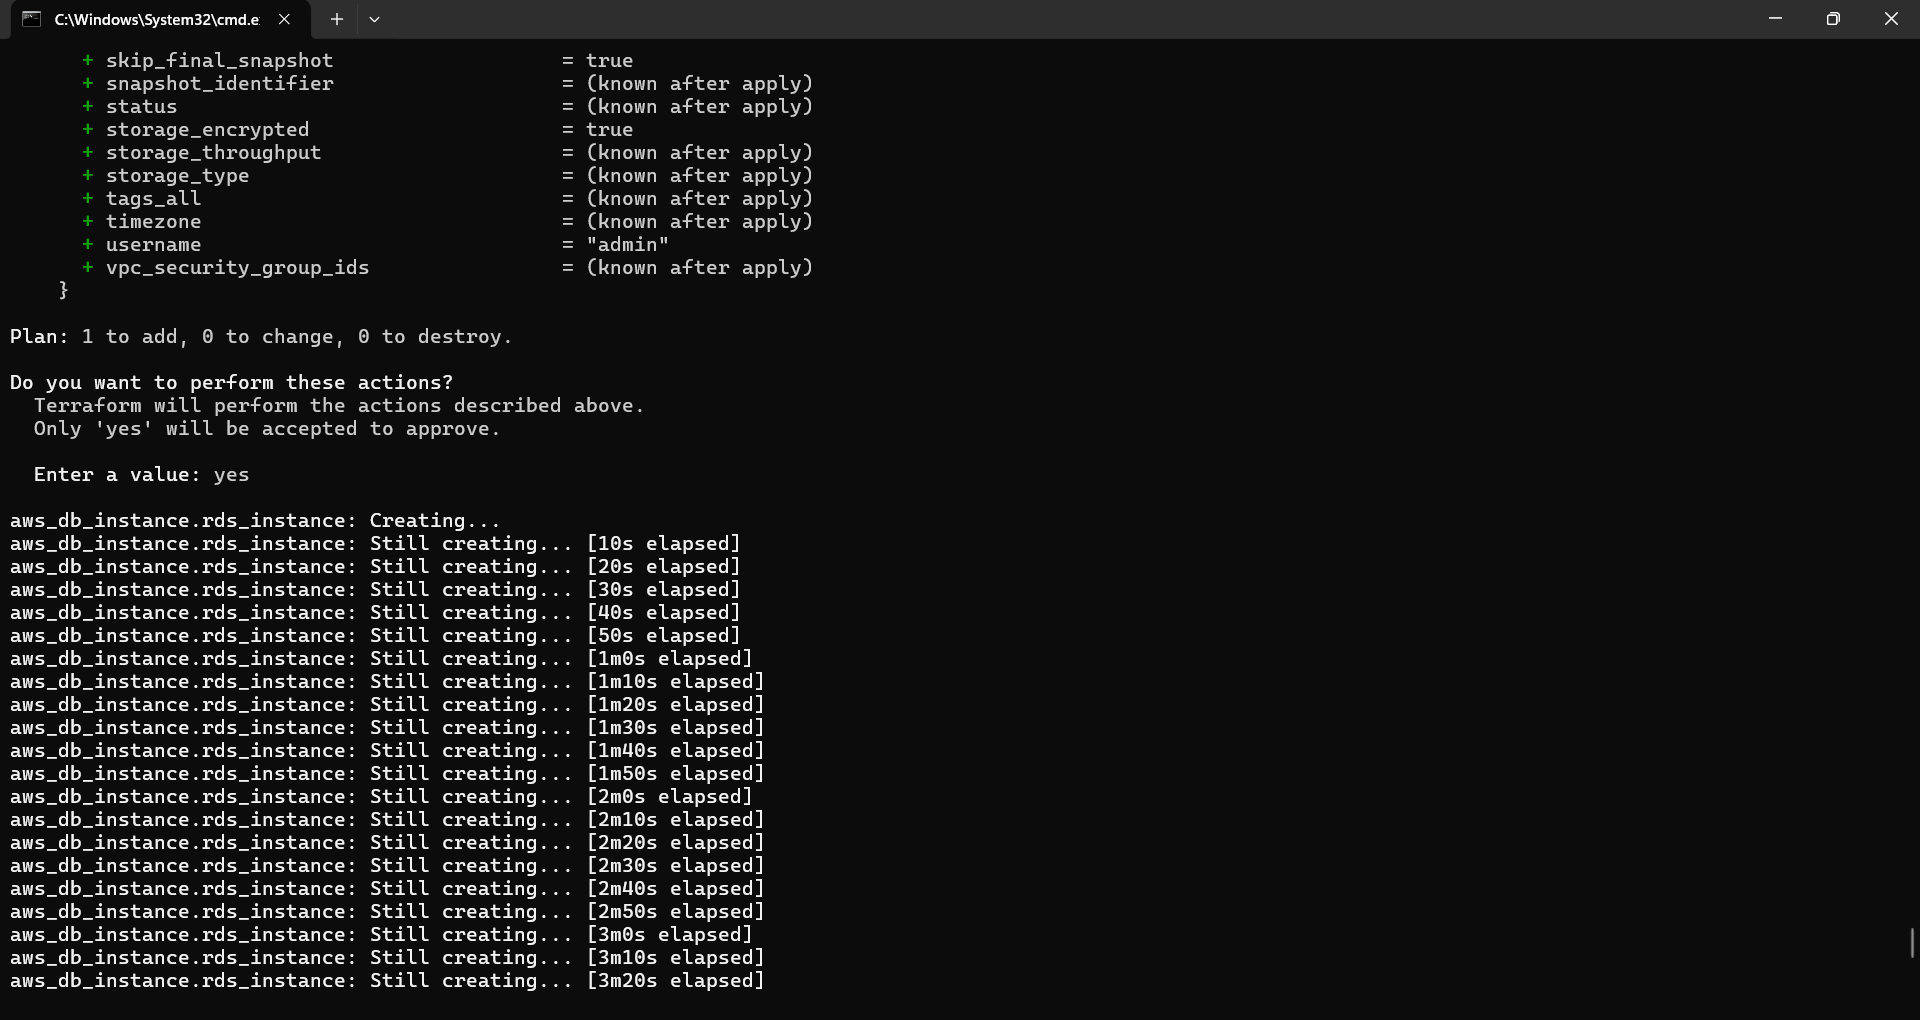 C:\Windows\System32\cmd.e
+ skip_final_snapshot = true
+ snapshot_identifier = (known after apply)
+ status = (known after apply)
+ storage_encrypted = true
+ storage_throughput = (known after apply)
+ storage_type = (known after apply)
+ tags_all = (known after apply)
+ timezone = (known after apply)
+ username = "admin"
+ vpc_security_group_ids = (known after apply)
}
Plan: 1 to add, 0 to change, 0 to destroy.
Do you want to perform these actions?
Terraform will perform the actions described above.
Only 'yes' will be accepted to approve.
Enter a value: yes
aws_db_instance.rds_instance: Creating...
aws_db_instance.rds_instance: Still creating... [10s elapsed]
aws_db_instance.rds_instance: Still creating... [20s elapsed]
aws_db_instance.rds_instance: Still creating... [30s elapsed]
aws_db_instance.rds_instance: Still creating... [40s elapsed]
aws_db_instance.rds_instance: Still creating... [50s elapsed]
aws_db_instance.rds_instance: Still creating... [1m0s elapsed]
aws_db_instance.rds_instance: Still creating... [1m10s elapsed]
aws_db_instance.rds_instance: Still creating... [1m20s elapsed]
aws_db_instance.rds_instance: Still creating... [1m30s elapsed]
aws_db_instance.rds_instance: Still creating... [1m40s elapsed]
aws_db_instance.rds_instance: Still creating... [1m50s elapsed]
aws_db_instance.rds_instance: Still creating... [2m0s elapsed]
aws_db_instance.rds_instance: Still creating... [2m10s elapsed]
aws_db_instance.rds_instance: Still creating... [2m20s elapsed]
aws_db_instance.rds_instance: Still creating... [2m30s elapsed]
aws_db_instance.rds_instance: Still creating... [2m40s elapsed]
aws_db_instance.rds_instance: Still creating... [2m50s elapsed]
aws_db_instance.rds_instance: Still creating... [3m0s elapsed]
aws_db_instance.rds_instance: Still creating... [3m10s elapsed]
aws_db_instance.rds_instance: Still creating... [3m20s elapsed]